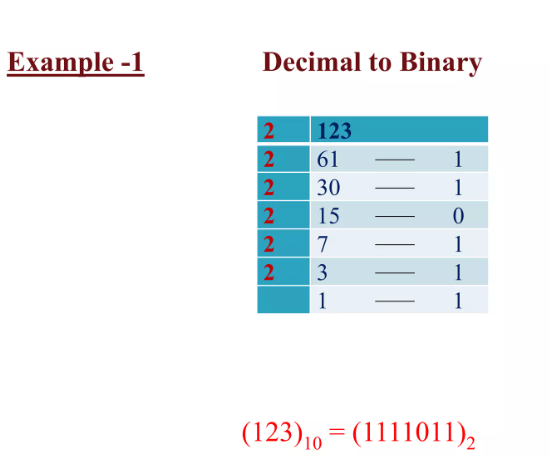 Example -1
Decimal to Binary
2 123
2 61 — 1
2 30 — 1
2 15 — 0
2 7 — 1
2 3 — 1
1 — 1
(123)₁₀ = (1111011)₂